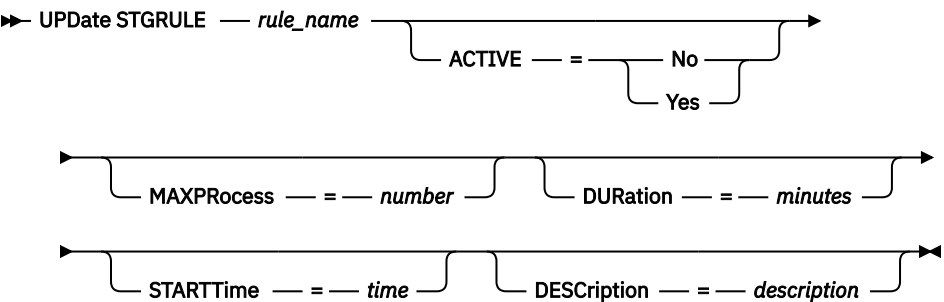 UPDate STGRULE rule_name
ACTIVE = No
Yes
MAXPRocess = number DURation = minutes
STARTTime = time DESCription = description